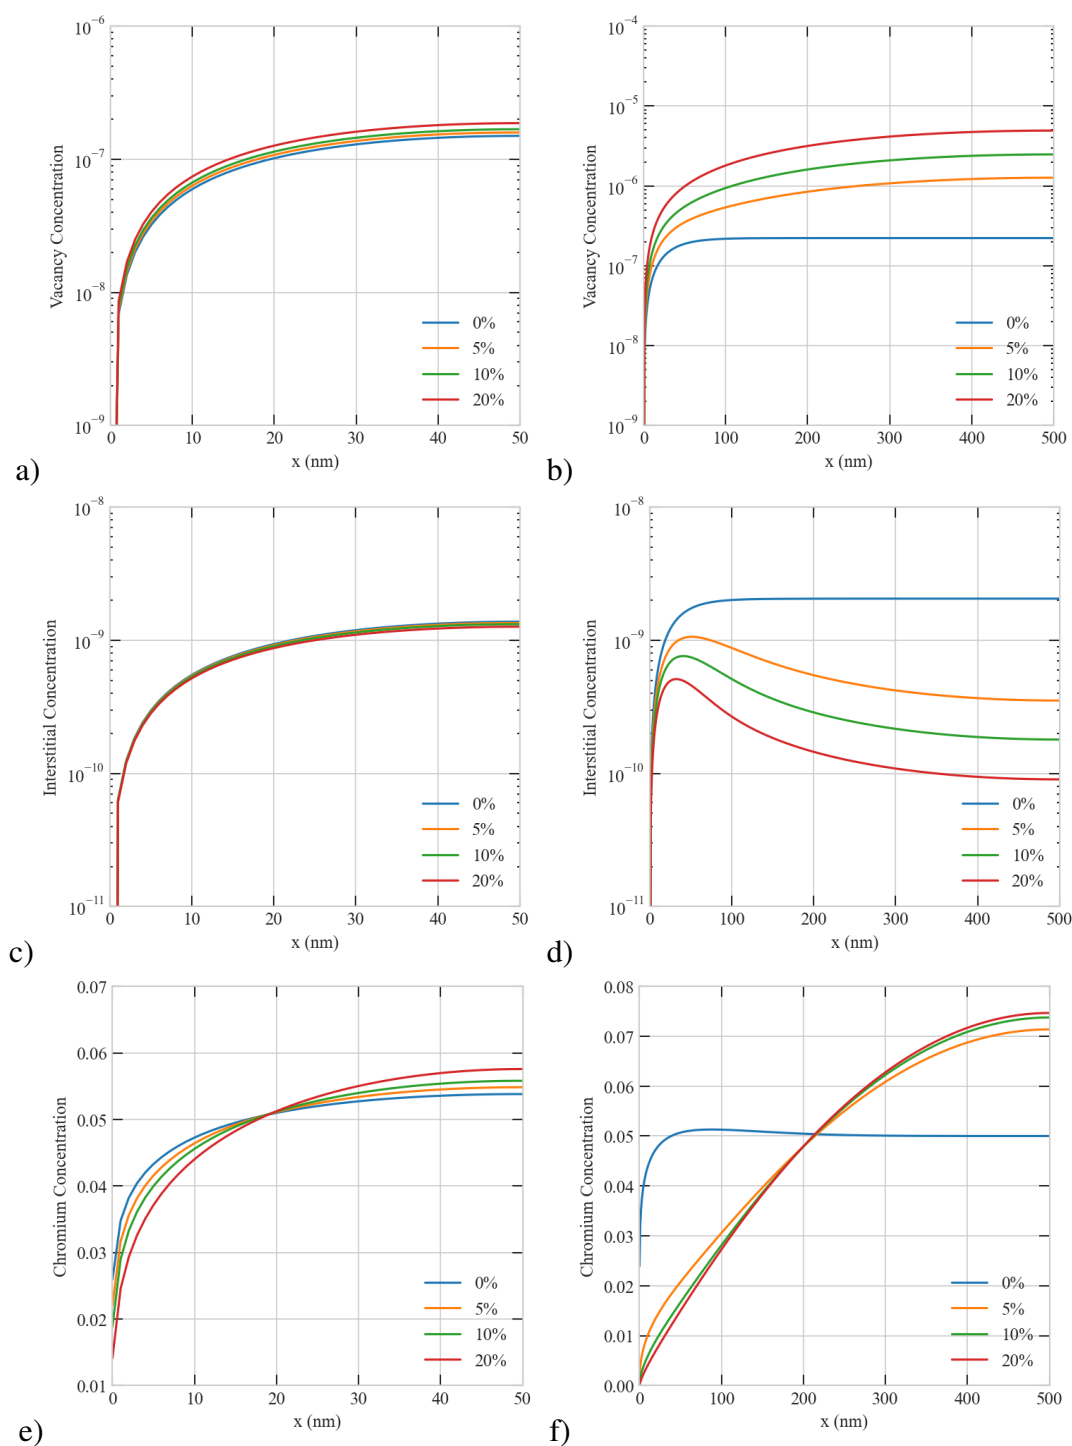 10⁻⁶
10⁻⁷
10⁻⁸
10⁻⁹
Vacancy Concentration
0%
5%
10%
20%
0 10 20 30 40 50
x (nm)
a)
10⁻⁴
10⁻⁵
10⁻⁶
10⁻⁷
10⁻⁸
10⁻⁹
Vacancy Concentration
0%
5%
10%
20%
0 100 200 300 400 500
x (nm)
b)
10⁻⁸
10⁻⁹
10⁻¹⁰
10⁻¹¹
Interstitial Concentration
0%
5%
10%
20%
0 10 20 30 40 50
x (nm)
c)
10⁻⁸
10⁻⁹
10⁻¹⁰
10⁻¹¹
Interstitial Concentration
0%
5%
10%
20%
0 100 200 300 400 500
x (nm)
d)
0.07
0.06
0.05
0.04
0.03
0.02
0.01
Chromium Concentration
0%
5%
10%
20%
0 10 20 30 40 50
x (nm)
e)
0.08
0.07
0.06
0.05
0.04
0.03
0.02
0.01
0.00
Chromium Concentration
0%
5%
10%
20%
0 100 200 300 400 500
x (nm)
f)